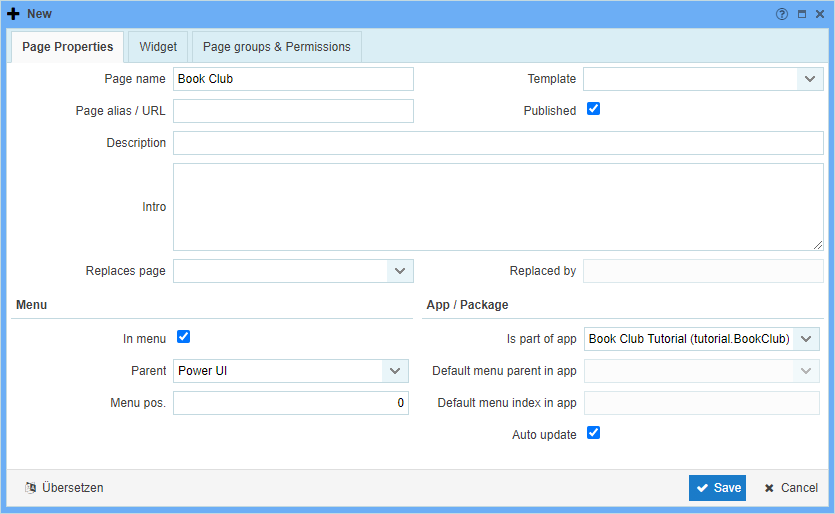 New
Page Properties Widget Page groups & Permissions
Page name Book Club Template
Page alias / URL Published
Description
Intro
Replaces page Replaced by
Menu App / Package
In menu Is part of app Book Club Tutorial (tutorial.BookClub)
Parent Power UI Default menu parent in app
Menu pos. 0 Default menu index in app
Auto update
Übersetzen Save Cancel